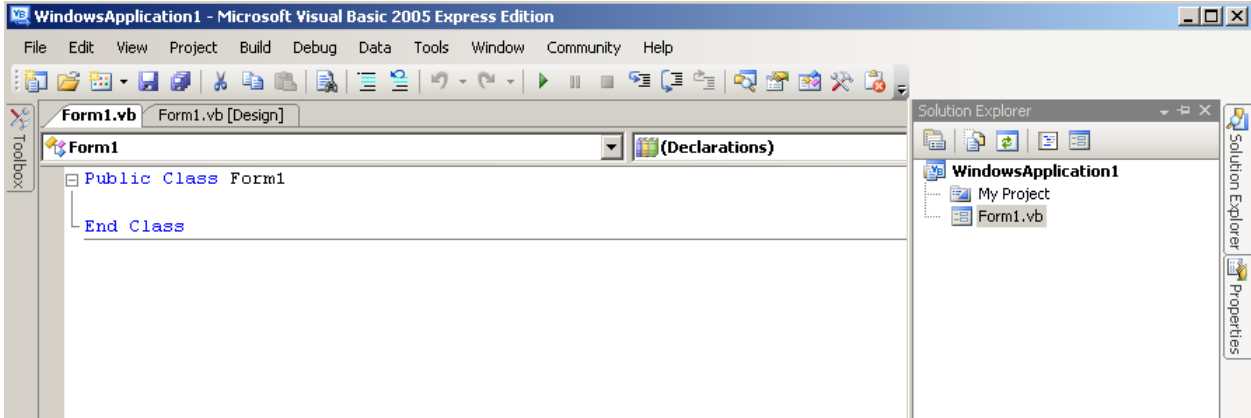 WindowsApplication1 - Microsoft Visual Basic 2005 Express Edition
File Edit View Project Build Debug Data Tools Window Community Help
Toolbox
Form1.vb Form1.vb [Design]
Form1 (Declarations)
Public Class Form1
End Class
Solution Explorer
WindowsApplication1
My Project
Form1.vb
Solution Explorer
Properties